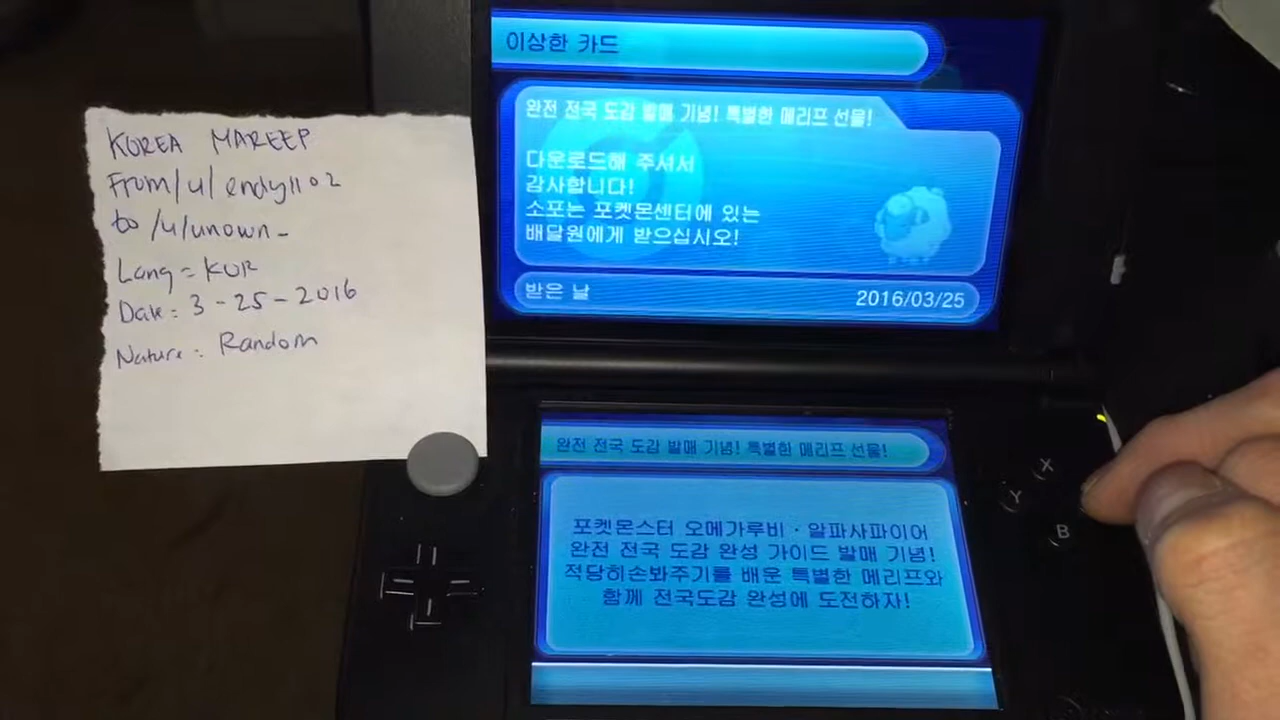 KOREA MAREEP
From /u/endy1102
to /u/unown_
Lang = KOR
Date: 3-25-2016
Nature: Random
이상한 카드
완전 전국 도감 발매 기념! 특별한 메리프 선물!
다운로드해 주셔서
감사합니다!
소포는 포켓몬센터에 있는
배달원에게 받으십시오!
받은 날 2016/03/25
완전 전국 도감 발매 기념! 특별한 메리프 선물!
포켓몬스터 오메가루비·알파사파이어
완전 전국 도감 완성 가이드 발매 기념!
적당히손봐주기를 배운 특별한 메리프와
함께 전국도감 완성에 도전하자!
X
Y
B